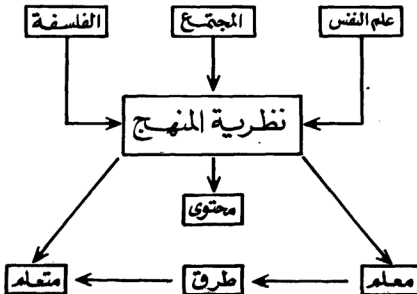 علم النفس
المجتمع
الفلسفة
نظرية المنهج
محتوى
معلم
طرق
متعلم